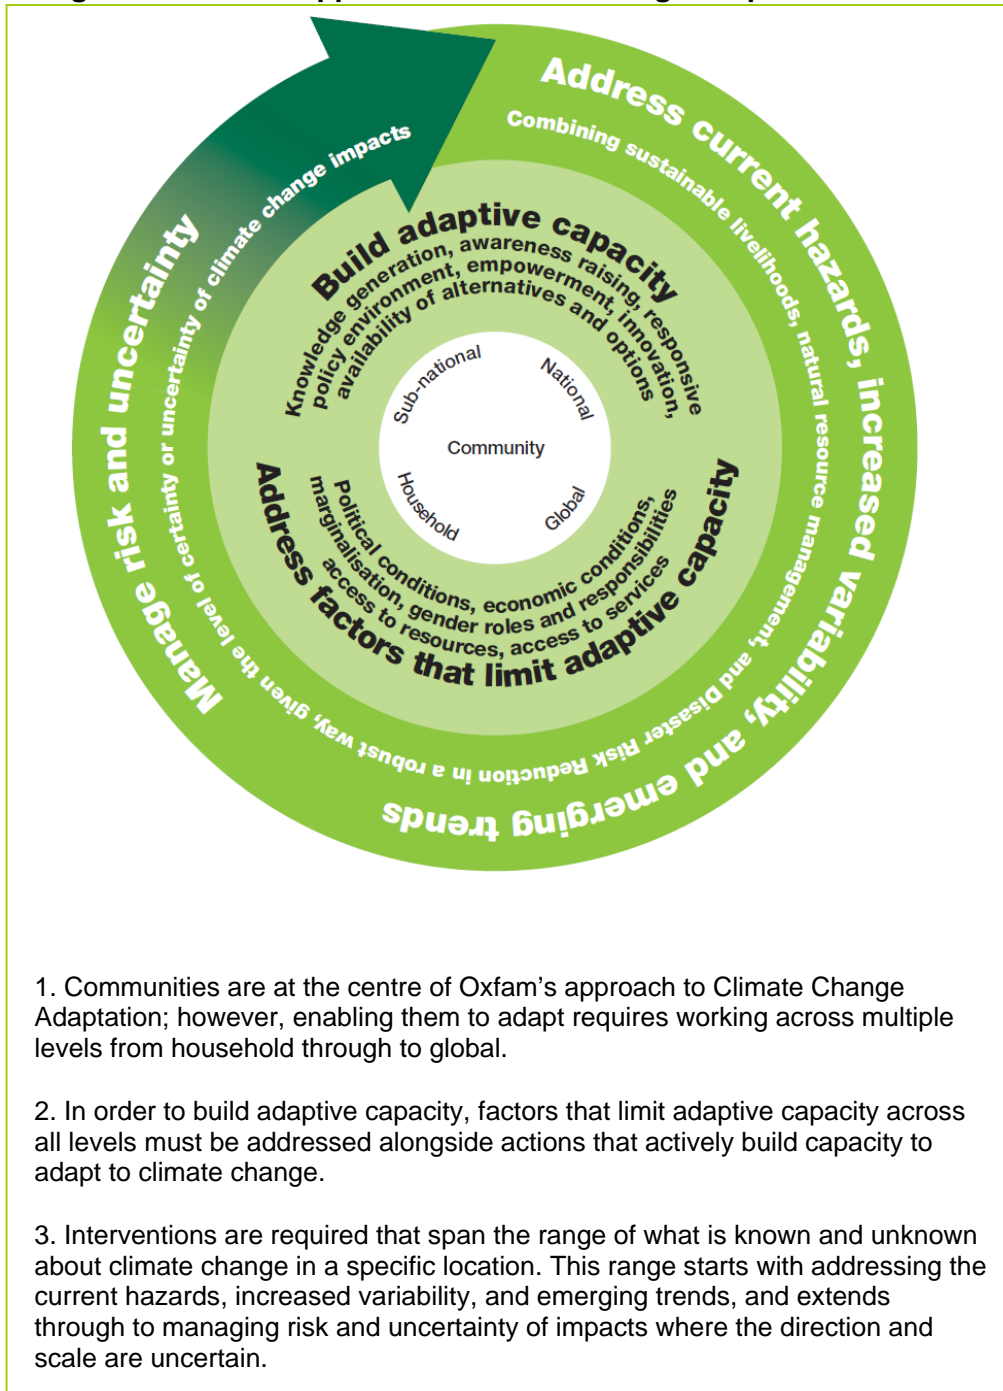 Address current hazards, increased variability, and emerging trends
Combining sustainable livelihoods, natural resource management, and Disaster Risk Reduction in a robust way, given the level of certainty or uncertainty of climate change impacts
Manage risk and uncertainty
Build adaptive capacity
Knowledge generation, awareness raising, responsive
policy environment, empowerment, innovation,
availability of alternatives and options
Sub-national
National
Community
Household
Global
Political conditions, economic conditions,
marginalisation, gender roles and responsibilities
access to resources, access to services
Address factors that limit adaptive capacity
1. Communities are at the centre of Oxfam’s approach to Climate Change
Adaptation; however, enabling them to adapt requires working across multiple
levels from household through to global.
2. In order to build adaptive capacity, factors that limit adaptive capacity across
all levels must be addressed alongside actions that actively build capacity to
adapt to climate change.
3. Interventions are required that span the range of what is known and unknown
about climate change in a specific location. This range starts with addressing the
current hazards, increased variability, and emerging trends, and extends
through to managing risk and uncertainty of impacts where the direction and
scale are uncertain.